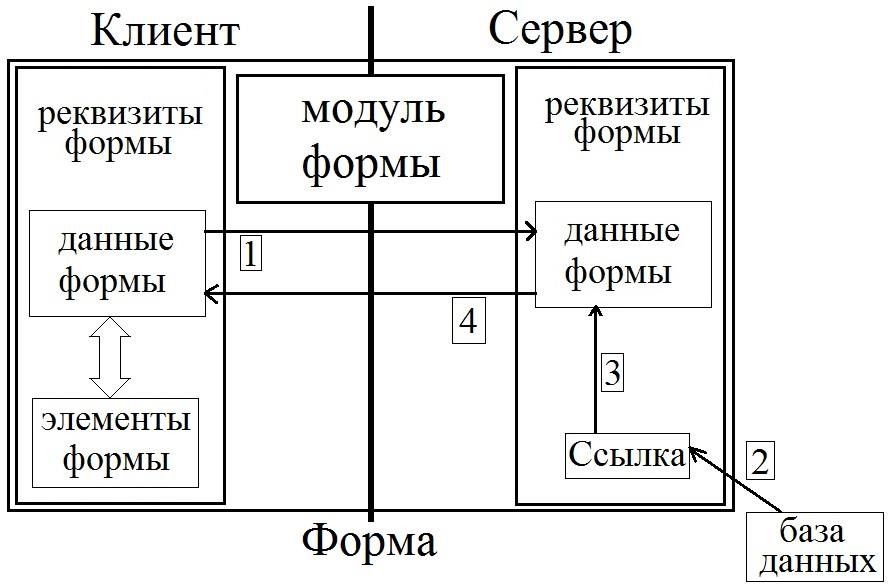 Клиент
Сервер
реквизиты
формы
модуль
формы
реквизиты
формы
данные
формы
1
данные
формы
4
3
элементы
формы
Ссылка
2
Форма
база
данных